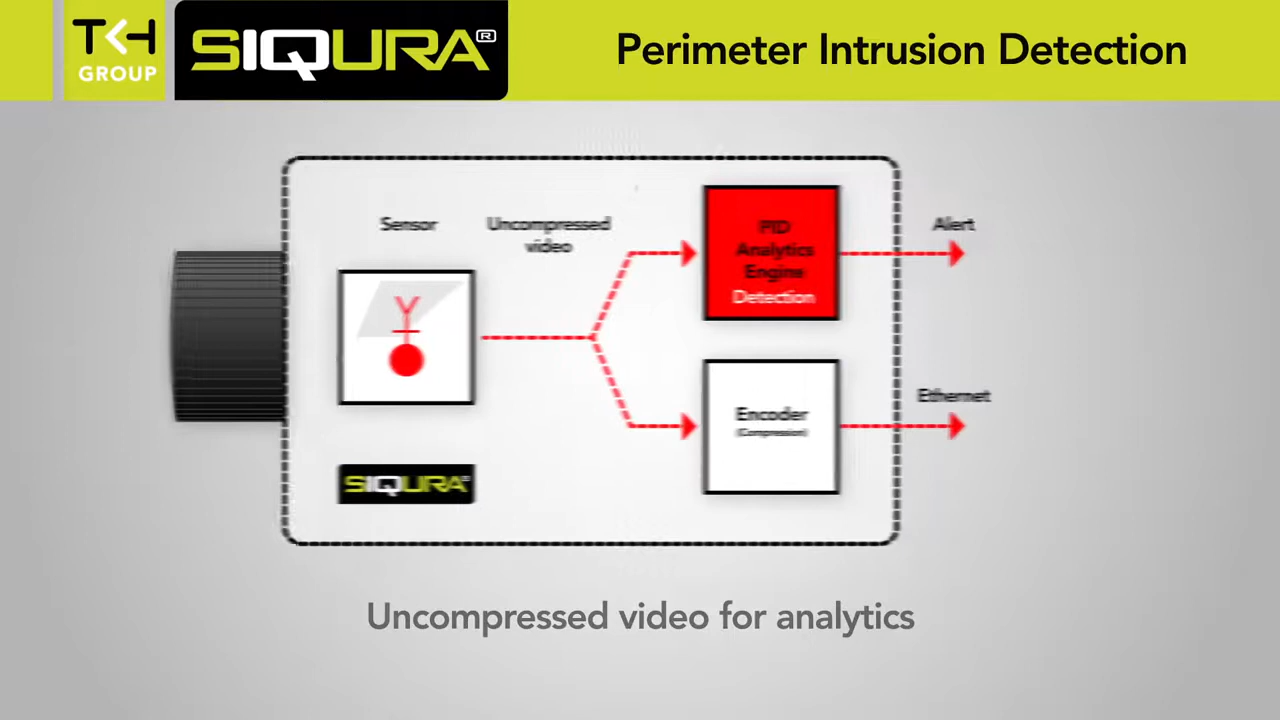 TKH
GROUP
SIQURA®
Perimeter Intrusion Detection
Sensor
Uncompressed
video
PID
Analytics
Engine
Detection
Alert
Encoder
(Compression)
Ethernet
SIQURA®
Uncompressed video for analytics